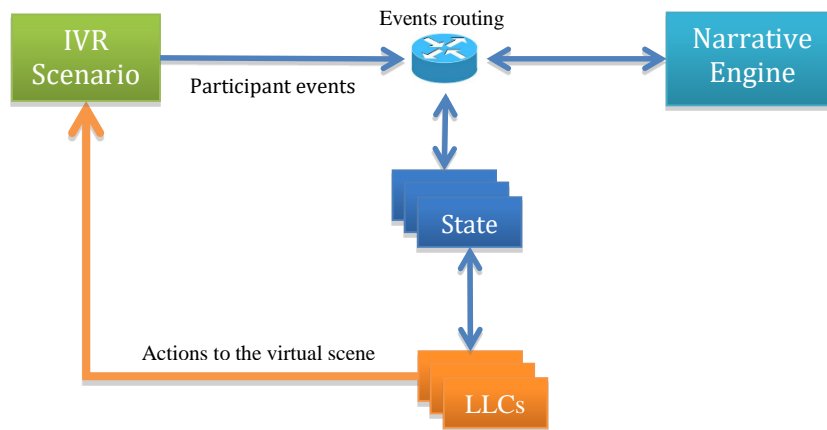 Events routing
IVR
Scenario
Narrative
Engine
Participant events
State
Actions to the virtual scene
LLCs